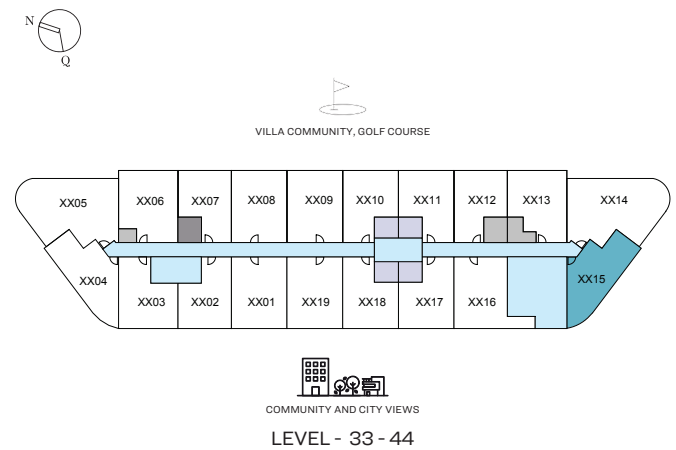 N
Q
VILLA COMMUNITY, GOLF COURSE
XX05
XX06
XX07
XX08
XX09
XX10
XX11
XX12
XX13
XX14
XX04
XX03
XX02
XX01
XX19
XX18
XX17
XX16
XX15
COMMUNITY AND CITY VIEWS
LEVEL - 33 - 44